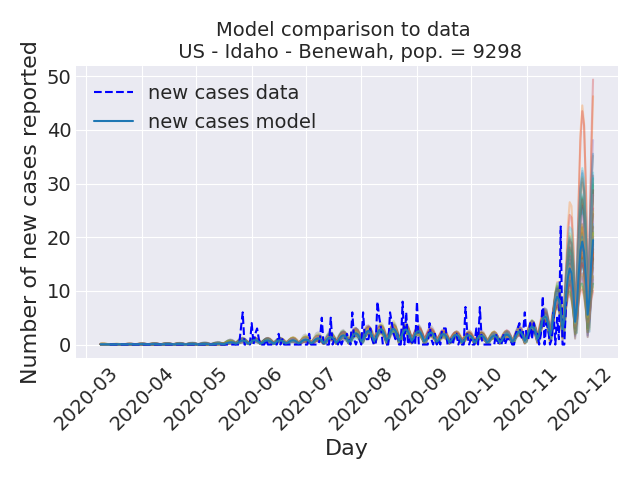 Model comparison to data
US - Idaho - Benewah, pop. = 9298
new cases data
new cases model
Number of new cases reported
50
40
30
20
10
0
2020-03
2020-04
2020-05
2020-06
2020-07
2020-08
2020-09
2020-10
2020-11
2020-12
Day